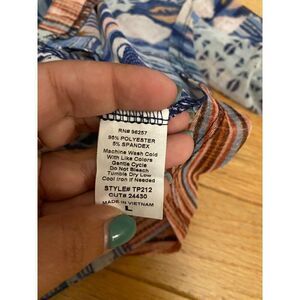 RN# 96257
95% POLYESTER
5% SPANDEX
Machine Wash Cold
With Like Colors
Gentle Cycle
Do Not Bleach
Tumble Dry Low
Cool Iron if Needed
STYLE# TP212
CUT# 24430
MADE IN VIETNAM
L